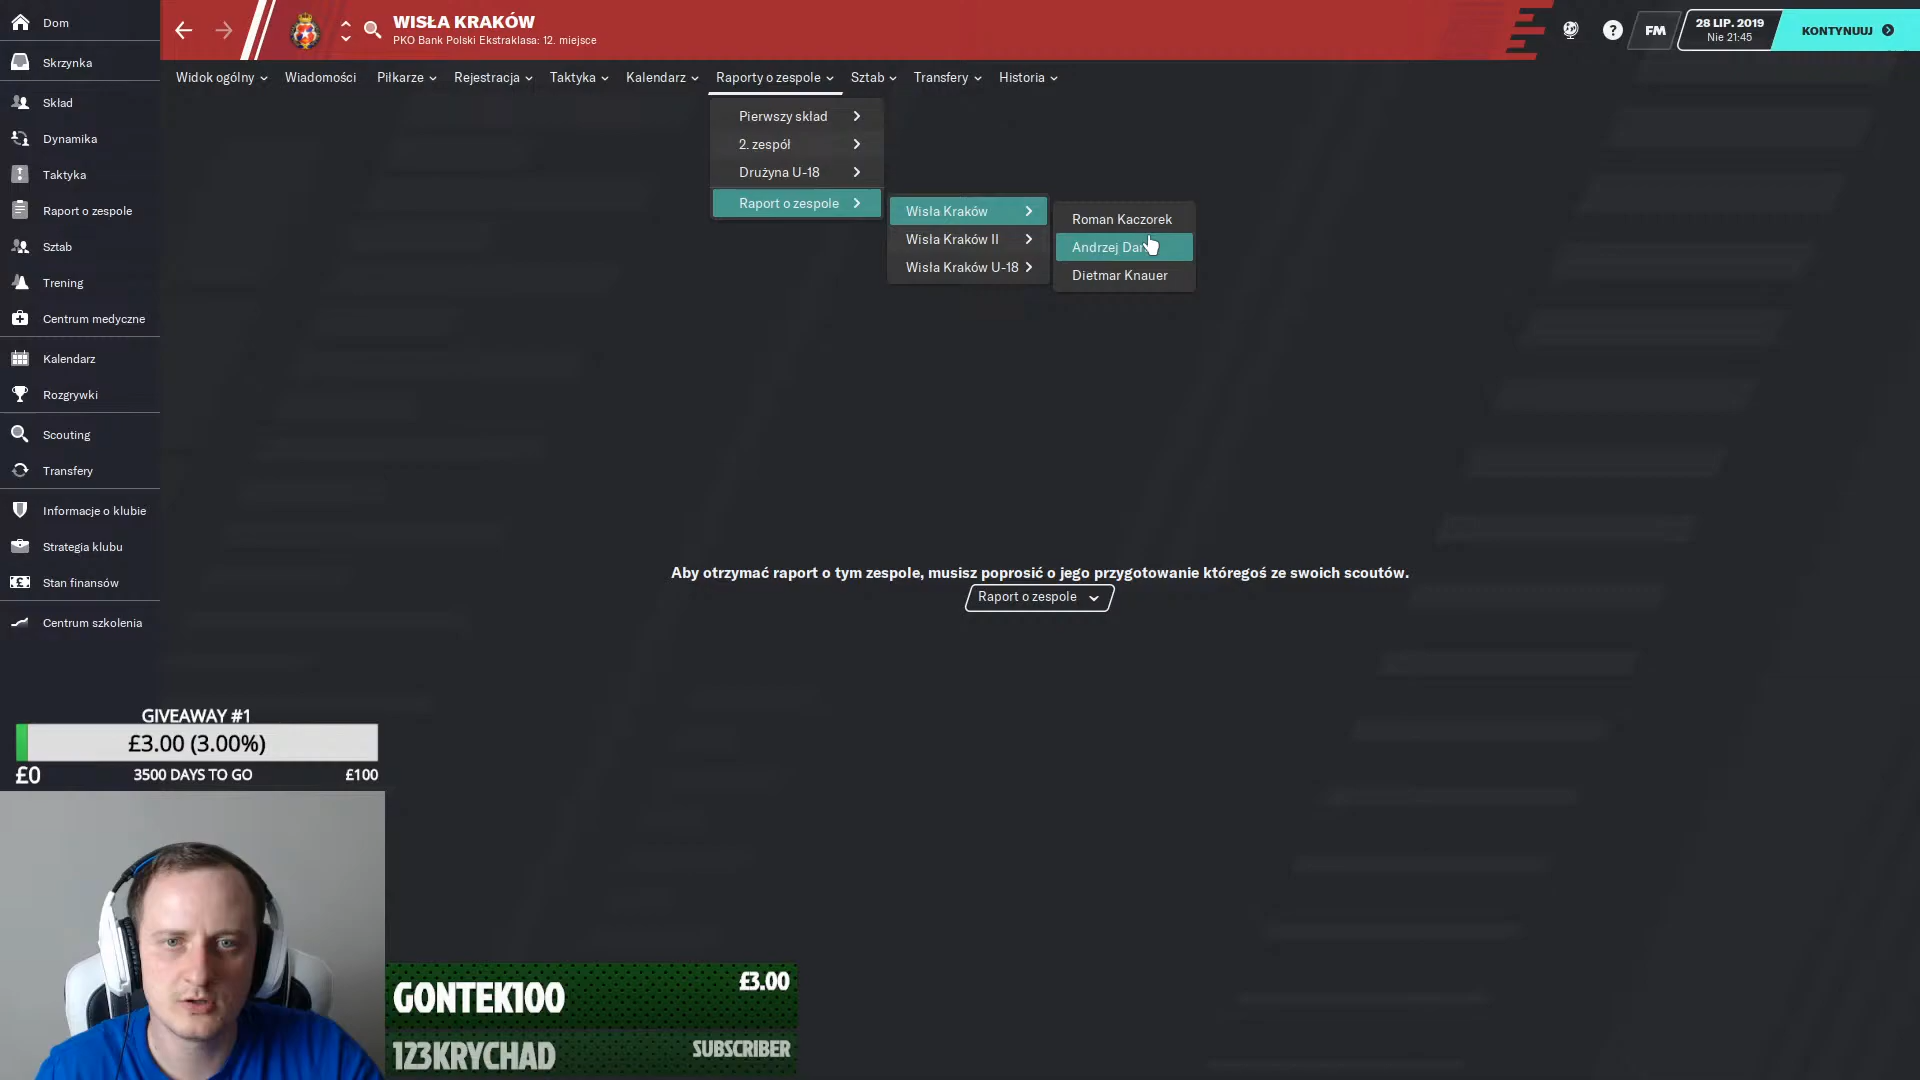 Dom
Skrzynka
Skład
Dynamika
Taktyka
Raport o zespole
Sztab
Trening
Centrum medyczne
Kalendarz
Rozgrywki
Scouting
Transfery
Informacje o klubie
Strategia klubu
Stan finansów
Centrum szkolenia
WISŁA KRAKÓW
PKO Bank Polski Ekstraklasa: 12. miejsce
?
FM
28 LIP. 2019
Nie 21:45
KONTYNUUJ
Widok ogólny
Wiadomości
Piłkarze
Rejestracja
Taktyka
Kalendarz
Raporty o zespole
Sztab
Transfery
Historia
Pierwszy skład
2. zespół
Drużyna U-18
Raport o zespole
Wisła Kraków
Wisła Kraków II
Wisła Kraków U-18
Roman Kaczorek
Andrzej
Dietmar Knauer
Aby otrzymać raport o tym zespole, musisz poprosić o jego przygotowanie któregoś ze swoich scoutów.
Raport o zespole
GIVEAWAY #1
£3.00 (3.00%)
£0
3500 DAYS TO GO
£100
GONTEK100
£3.00
123KRYCHAD
SUBSCRIBER